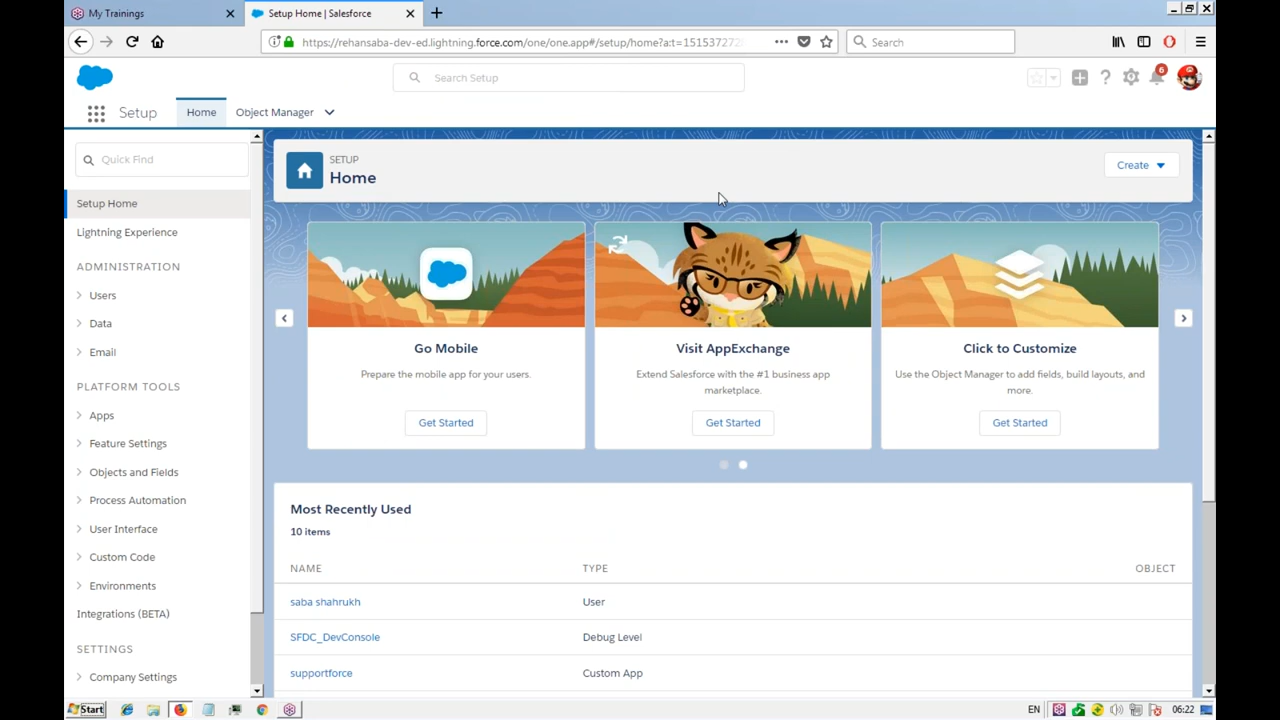 My Trainings
Setup Home | Salesforce
https://rehansaba-dev-ed.lightning.force.com/one/one.app#/setup/home?a:t=151537272
Search
Search Setup
6
Setup
Home
Object Manager
Quick Find
Setup Home
Lightning Experience
ADMINISTRATION
Users
Data
Email
PLATFORM TOOLS
Apps
Feature Settings
Objects and Fields
Process Automation
User Interface
Custom Code
Environments
Integrations (BETA)
SETTINGS
Company Settings
SETUP
Home
Create
Go Mobile
Prepare the mobile app for your users.
Get Started
Visit AppExchange
Extend Salesforce with the #1 business app
marketplace.
Get Started
Click to Customize
Use the Object Manager to add fields, build layouts, and
more.
Get Started
Most Recently Used
10 items
NAME TYPE OBJECT
saba shahrukh User
SFDC_DevConsole Debug Level
supportforce Custom App
Start
EN
06:22